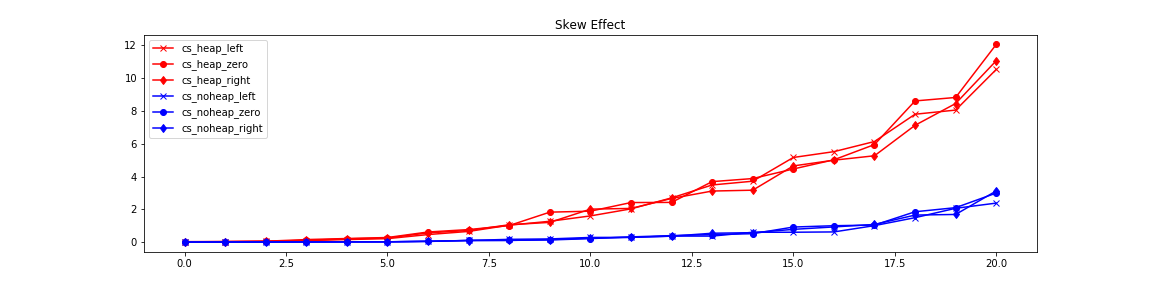 Skew Effect
cs_heap_left
cs_heap_zero
cs_heap_right
cs_noheap_left
cs_noheap_zero
cs_noheap_right
12
10
8
6
4
2
0
0.0 2.5 5.0 7.5 10.0 12.5 15.0 17.5 20.0